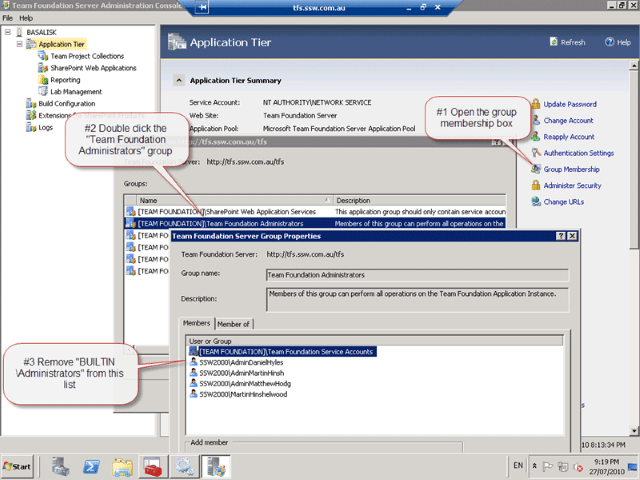 Team Foundation Server Administration Conso
tfs.ssw.com.au
File Help
BASALISK
Application Tier
Team Project Collections
SharePoint Web Applications
Reporting
Lab Management
Build Configuration
Extensions for
Logs
Application Tier
Refresh
Help
Application Tier Summary
Service Account: NT AUTHORITY\NETWORK SERVICE
Web Site: Team Foundation Server
Application Pool: Microsoft Team Foundation Server Application Pool
Update Password
Change Account
Reapply Account
Authentication Settings
Group Membership
Administer Security
Change URLs
#1 Open the group
membership box
#2 Double click the
"Team Foundation
Administrators" group
#3 Remove "BUILTIN
\Administrators" from this
list
http://tfs.ssw.com.au/tfs
Groups:
Name Description
[TEAM FOUNDATION]\SharePoint Web Application Services This application group should only contain service accoun
[TEAM FOUNDATION]\Team Foundation Administrators Members of this group can perform all operations on the
[TEAM FO
[TEAM FO
[TEAM FO
[TEAM FO
Team Foundation Server Group Properties
Team Foundation Server: http://tfs.ssw.com.au/tfs
Group name: Team Foundation Administrators
Description: Members of this group can perform all operations on the Team Foundation Application Instance.
Members Member of
User or Group
[TEAM FOUNDATION]\Team Foundation Service Accounts
SSW2000\AdminDanielHyles
SSW2000\AdminMartinHinsh
SSW2000\AdminMatthewHodg
SSW2000\MartinHinshelwood
Add member
10 8:13:34 PM
Start
EN
9:19 PM
27/07/2010